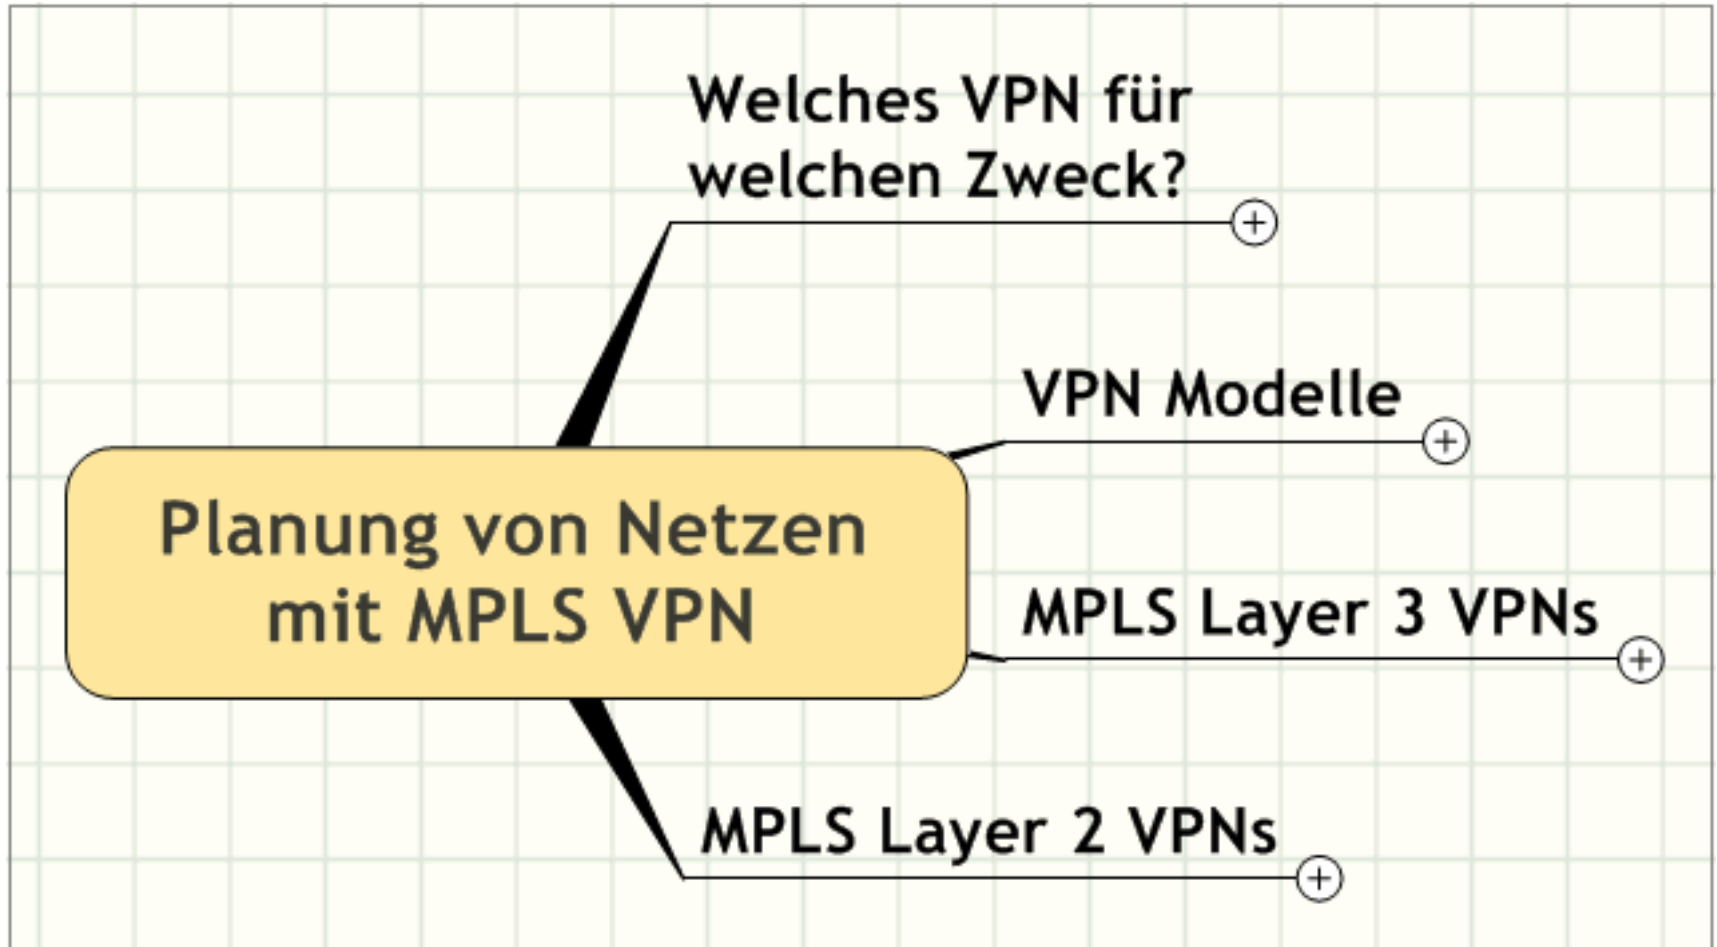 Welches VPN für
welchen Zweck?
VPN Modelle
Planung von Netzen
mit MPLS VPN
MPLS Layer 3 VPNs
MPLS Layer 2 VPNs